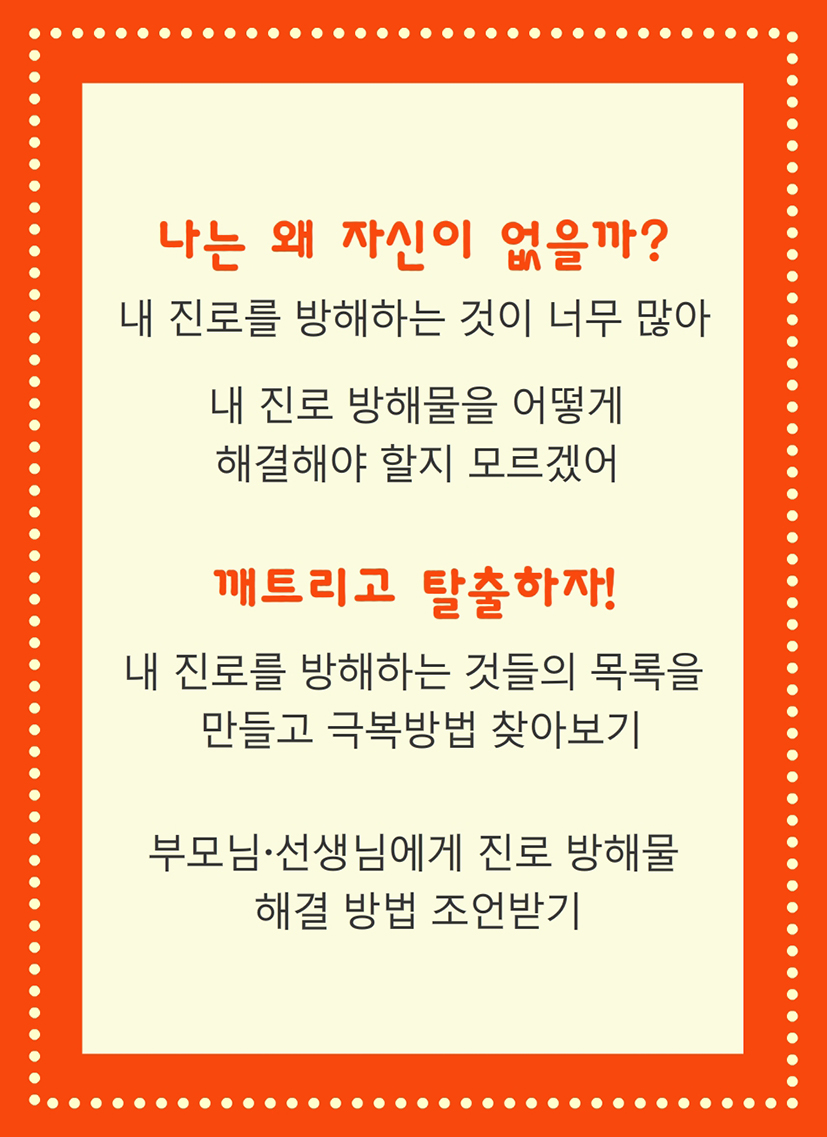 나는 왜 자신이 없을까?
내 진로를 방해하는 것이 너무 많아
내 진로 방해물을 어떻게
해결해야 할지 모르겠어
깨트리고 탈출하자!
내 진로를 방해하는 것들의 목록을
만들고 극복방법 찾아보기
부모님·선생님에게 진로 방해물
해결 방법 조언받기